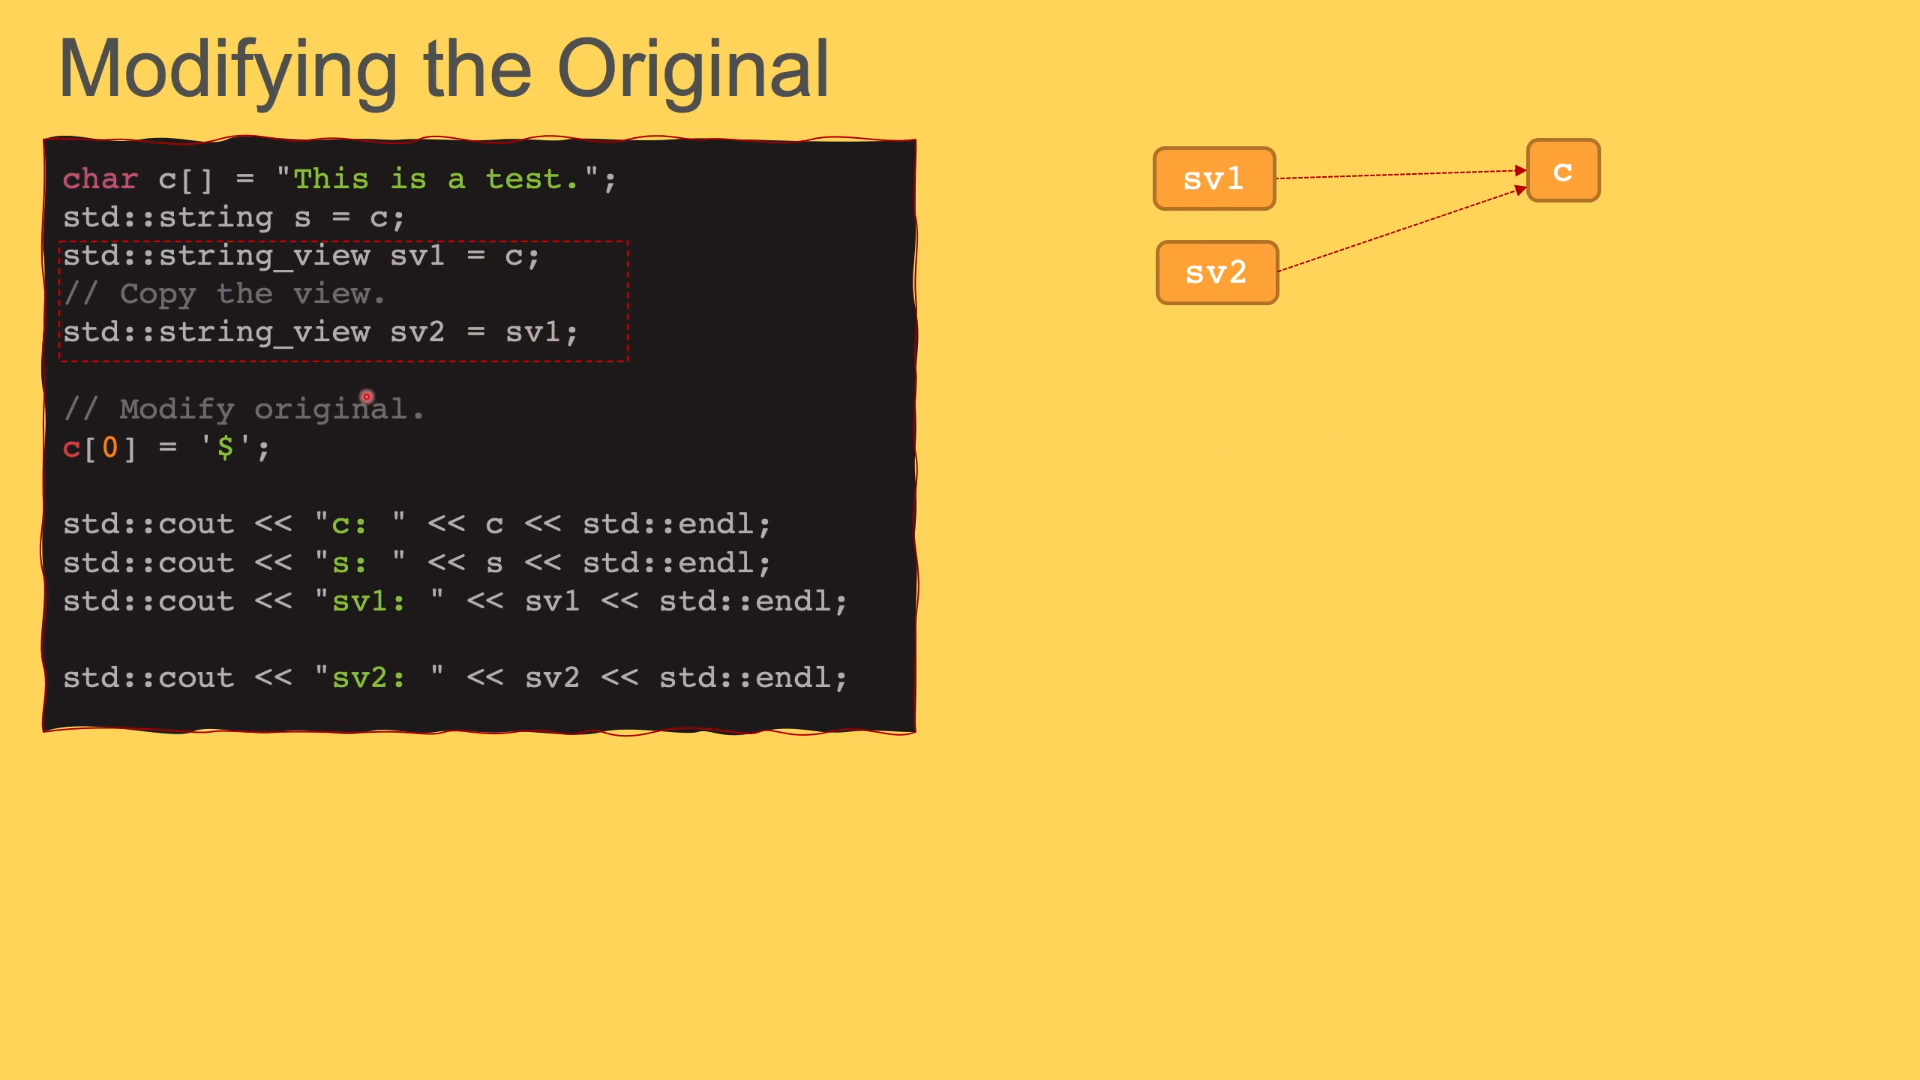 Modifying the Original
char c[] = "This is a test.";
std::string s = c;
std::string_view sv1 = c;
// Copy the view.
std::string_view sv2 = sv1;
// Modify original.
c[0] = '$';
std::cout << "c: " << c << std::endl;
std::cout << "s: " << s << std::endl;
std::cout << "sv1: " << sv1 << std::endl;
std::cout << "sv2: " << sv2 << std::endl;
sv1
c
sv2